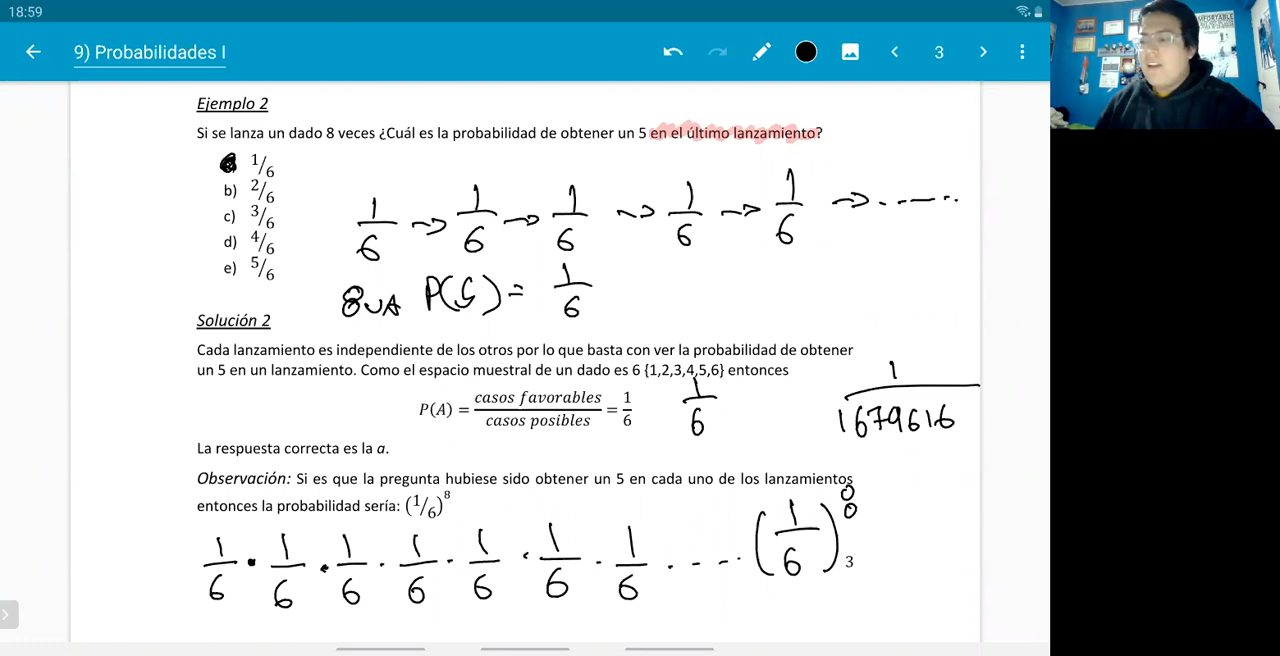 18:59
9) Probabilidades I
3
Ejemplo 2
Si se lanza un dado 8 veces ¿Cuál es la probabilidad de obtener un 5 en el último lanzamiento?
1/6
b) 2/6
c) 3/6
d) 4/6
e) 5/6
1/6 → 1/6 → 1/6 → 1/6 → 1/6 → .....
8VA P(5) = 1/6
Solución 2
Cada lanzamiento es independiente de los otros por lo que basta con ver la probabilidad de obtener
un 5 en un lanzamiento. Como el espacio muestral de un dado es 6 {1,2,3,4,5,6} entonces
P(A) = casos favorables / casos posibles = 1/6
1/6
1/1679616
La respuesta correcta es la a.
Observación: Si es que la pregunta hubiese sido obtener un 5 en cada uno de los lanzamientos
entonces la probabilidad sería: (1/6)^8
1/6 · 1/6 · 1/6 · 1/6 · 1/6 · 1/6 · 1/6 · .... (1/6)^8
3